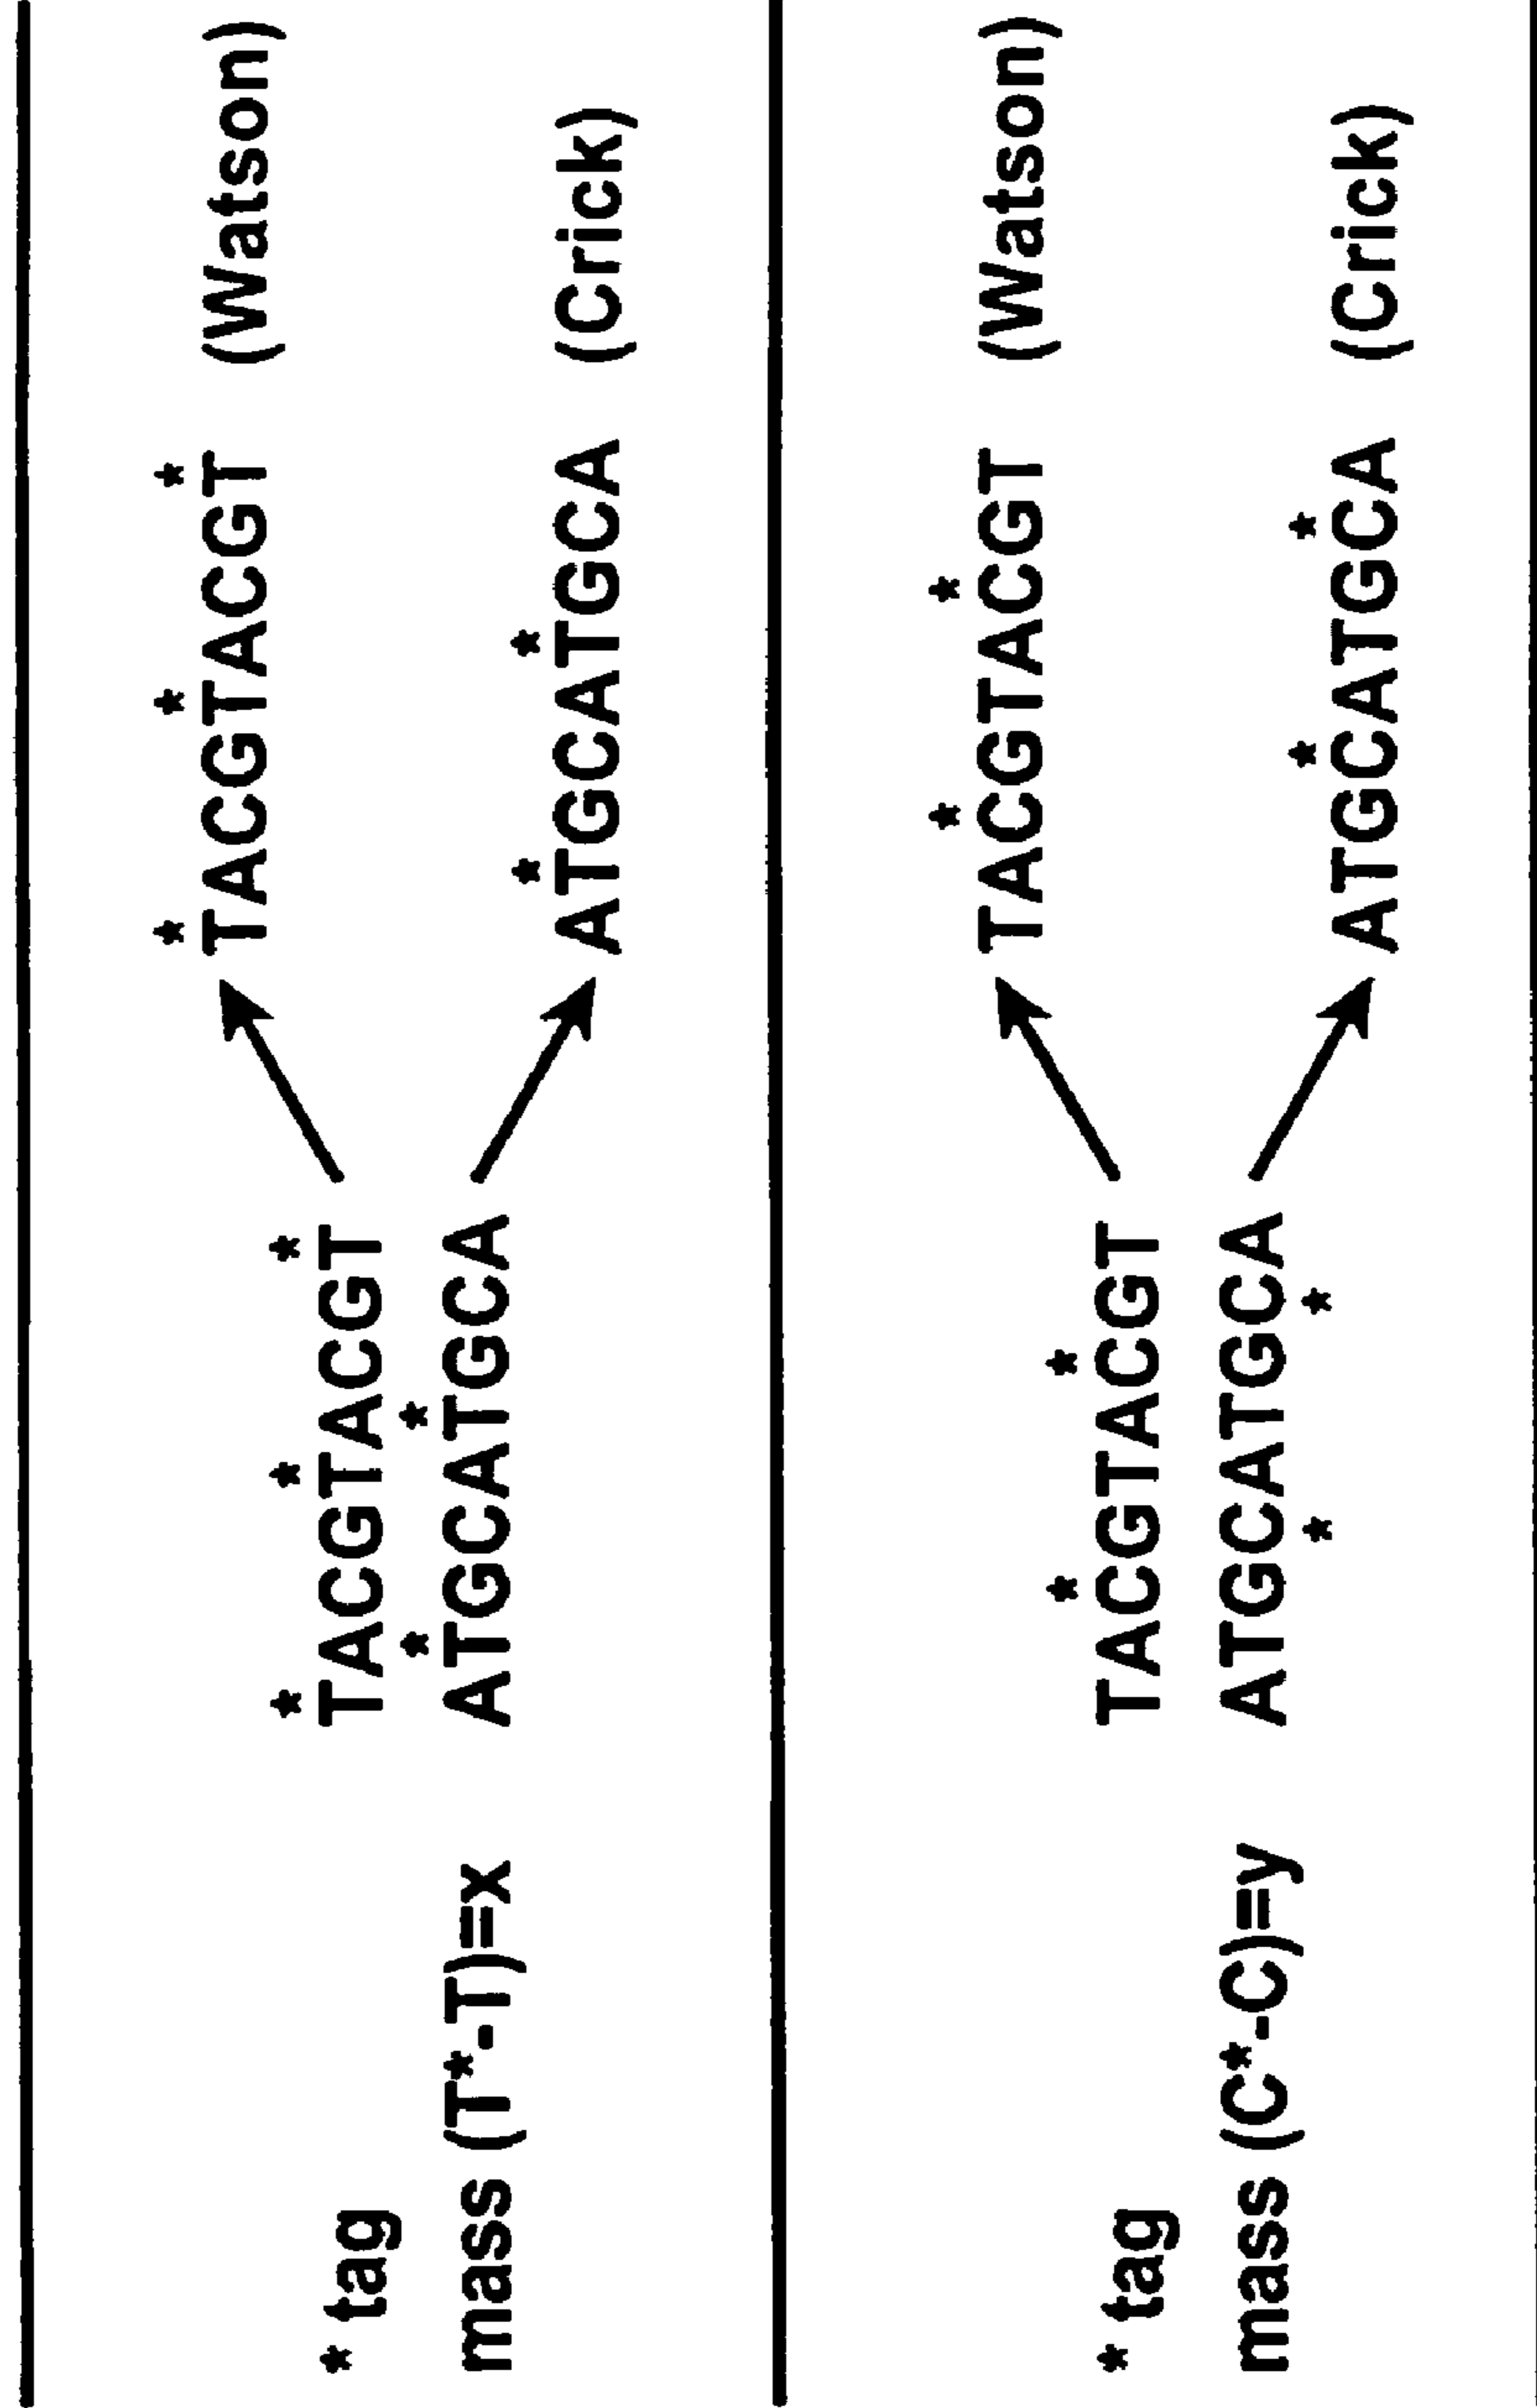 * * *
TACGTACGT (Watson)
* * *
* tag TACGTACGT
* *
mass (T*-T)=x ATGCATGCA
* *
ATGCATGCA (Crick)
* *
TACGTACGT (Watson)
* *
* tag TACGTACGT
mass (C*-C)=y ATGCATGCA
* * * *
ATGCATGCA (Crick)